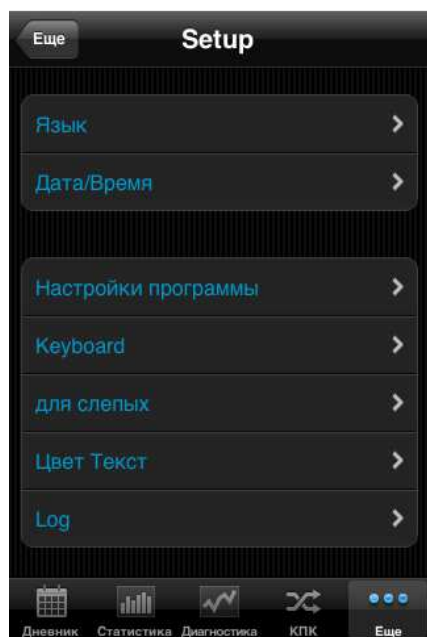 Еще
Setup
Язык
Дата/Время
Настройки программы
Keyboard
для слепых
Цвет Текст
Log
Дневник
Статистика
Диагностика
КПК
Еще